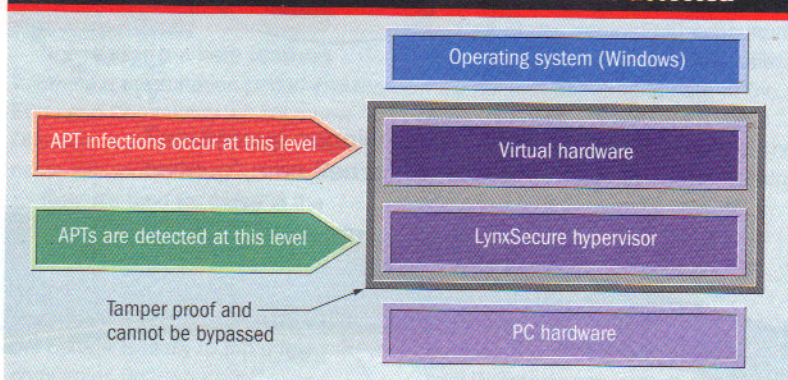 Operating system (Windows)
APT infections occur at this level
Virtual hardware
APTs are detected at this level
LynxSecure hypervisor
Tamper proof and
cannot be bypassed
PC hardware